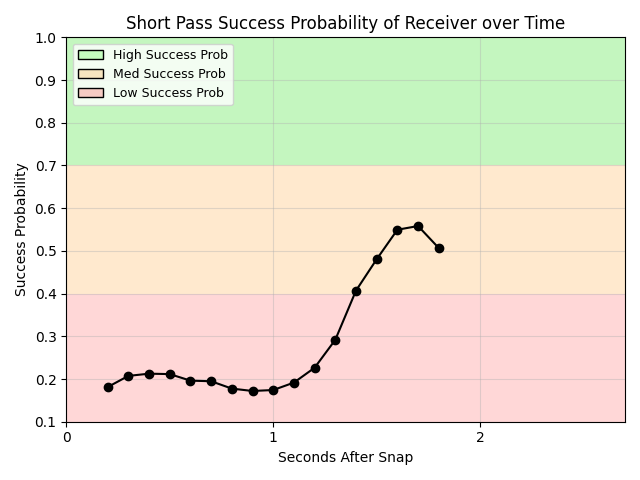 Short Pass Success Probability of Receiver over Time
1.0
0.9
0.8
0.7
0.6
0.5
0.4
0.3
0.2
0.1
Success Probability
High Success Prob
Med Success Prob
Low Success Prob
0
1
2
Seconds After Snap